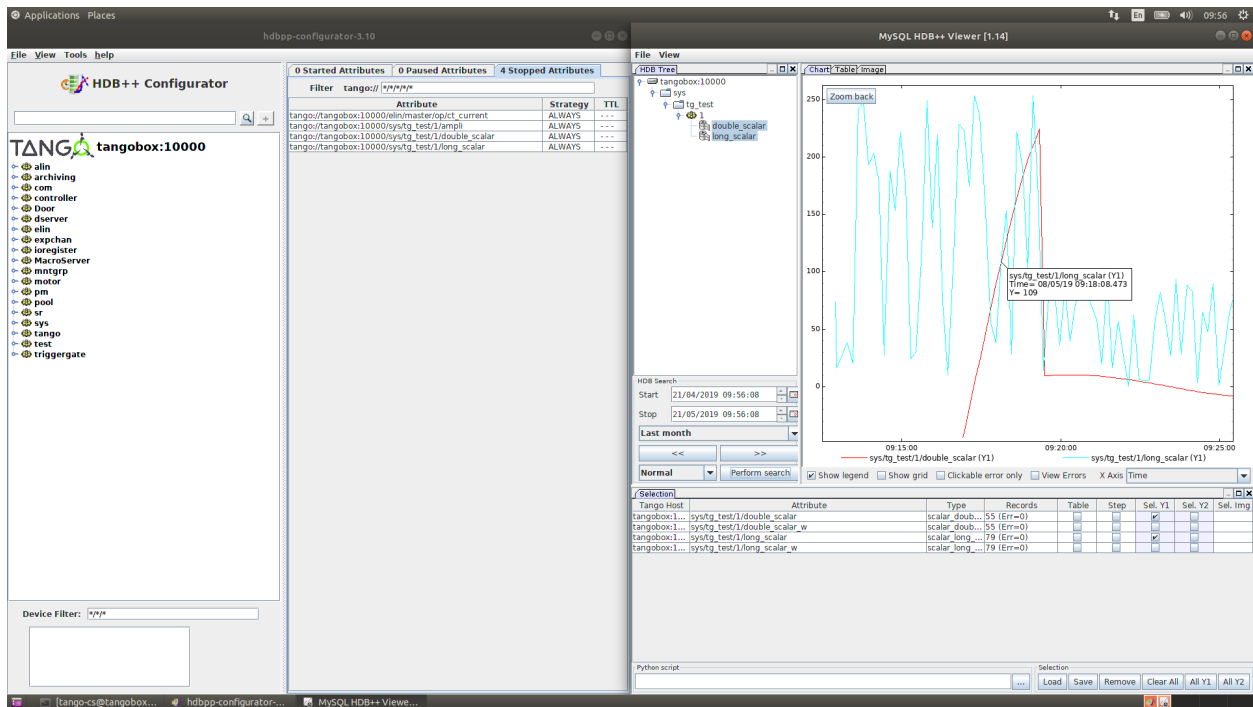 Applications Places
En 09:56
hdbpp-configurator-3.10
File View Tools help
HDB++ Configurator
TANGO tangobox:10000
alin
archiving
com
controller
Door
dserver
elin
expchan
ioregister
MacroServer
mntgrp
motor
pm
pool
sr
sys
tango
test
triggergate
Device Filter: */*/*
0 Started Attributes 0 Paused Attributes 4 Stopped Attributes
Filter tango:// */*/*/*/*
Attribute Strategy TTL
tango://tangobox:10000/elin/master/op/ct_current ALWAYS ---
tango://tangobox:10000/sys/tg_test/1/ampli ALWAYS ---
tango://tangobox:10000/sys/tg_test/1/double_scalar ALWAYS ---
tango://tangobox:10000/sys/tg_test/1/long_scalar ALWAYS ---
MySQL HDB++ Viewer [1.14]
File View
HDB Tree
tangobox:10000
sys
tg_test
1
double_scalar
long_scalar
HDB Search
Start 21/04/2019 09:56:08
Stop 21/05/2019 09:56:08
Last month
<< >>
Normal Perform search
Chart Table Image
Zoom back
250
200
150
100
50
0
sys/tg_test/1/long_scalar (Y1)
Time= 08/05/19 09:18:08.473
Y= 109
09:15:00 09:20:00 09:25:00
sys/tg_test/1/double_scalar (Y1) sys/tg_test/1/long_scalar (Y1)
Show legend Show grid Clickable error only View Errors X Axis Time
Selection
Tango Host Attribute Type Records Table Step Sel. Y1 Sel. Y2 Sel. Img
tangobox:1... sys/tg_test/1/double_scalar scalar_doub... 55 (Err=0)
tangobox:1... sys/tg_test/1/double_scalar_w scalar_doub... 55 (Err=0)
tangobox:1... sys/tg_test/1/long_scalar scalar_long_... 79 (Err=0)
tangobox:1... sys/tg_test/1/long_scalar_w scalar_long_... 79 (Err=0)
Python script
...
Selection
Load Save Remove Clear All All Y1 All Y2
[tango-cs@tangobox... hdbpp-configurator-... MySQL HDB++ Viewe...